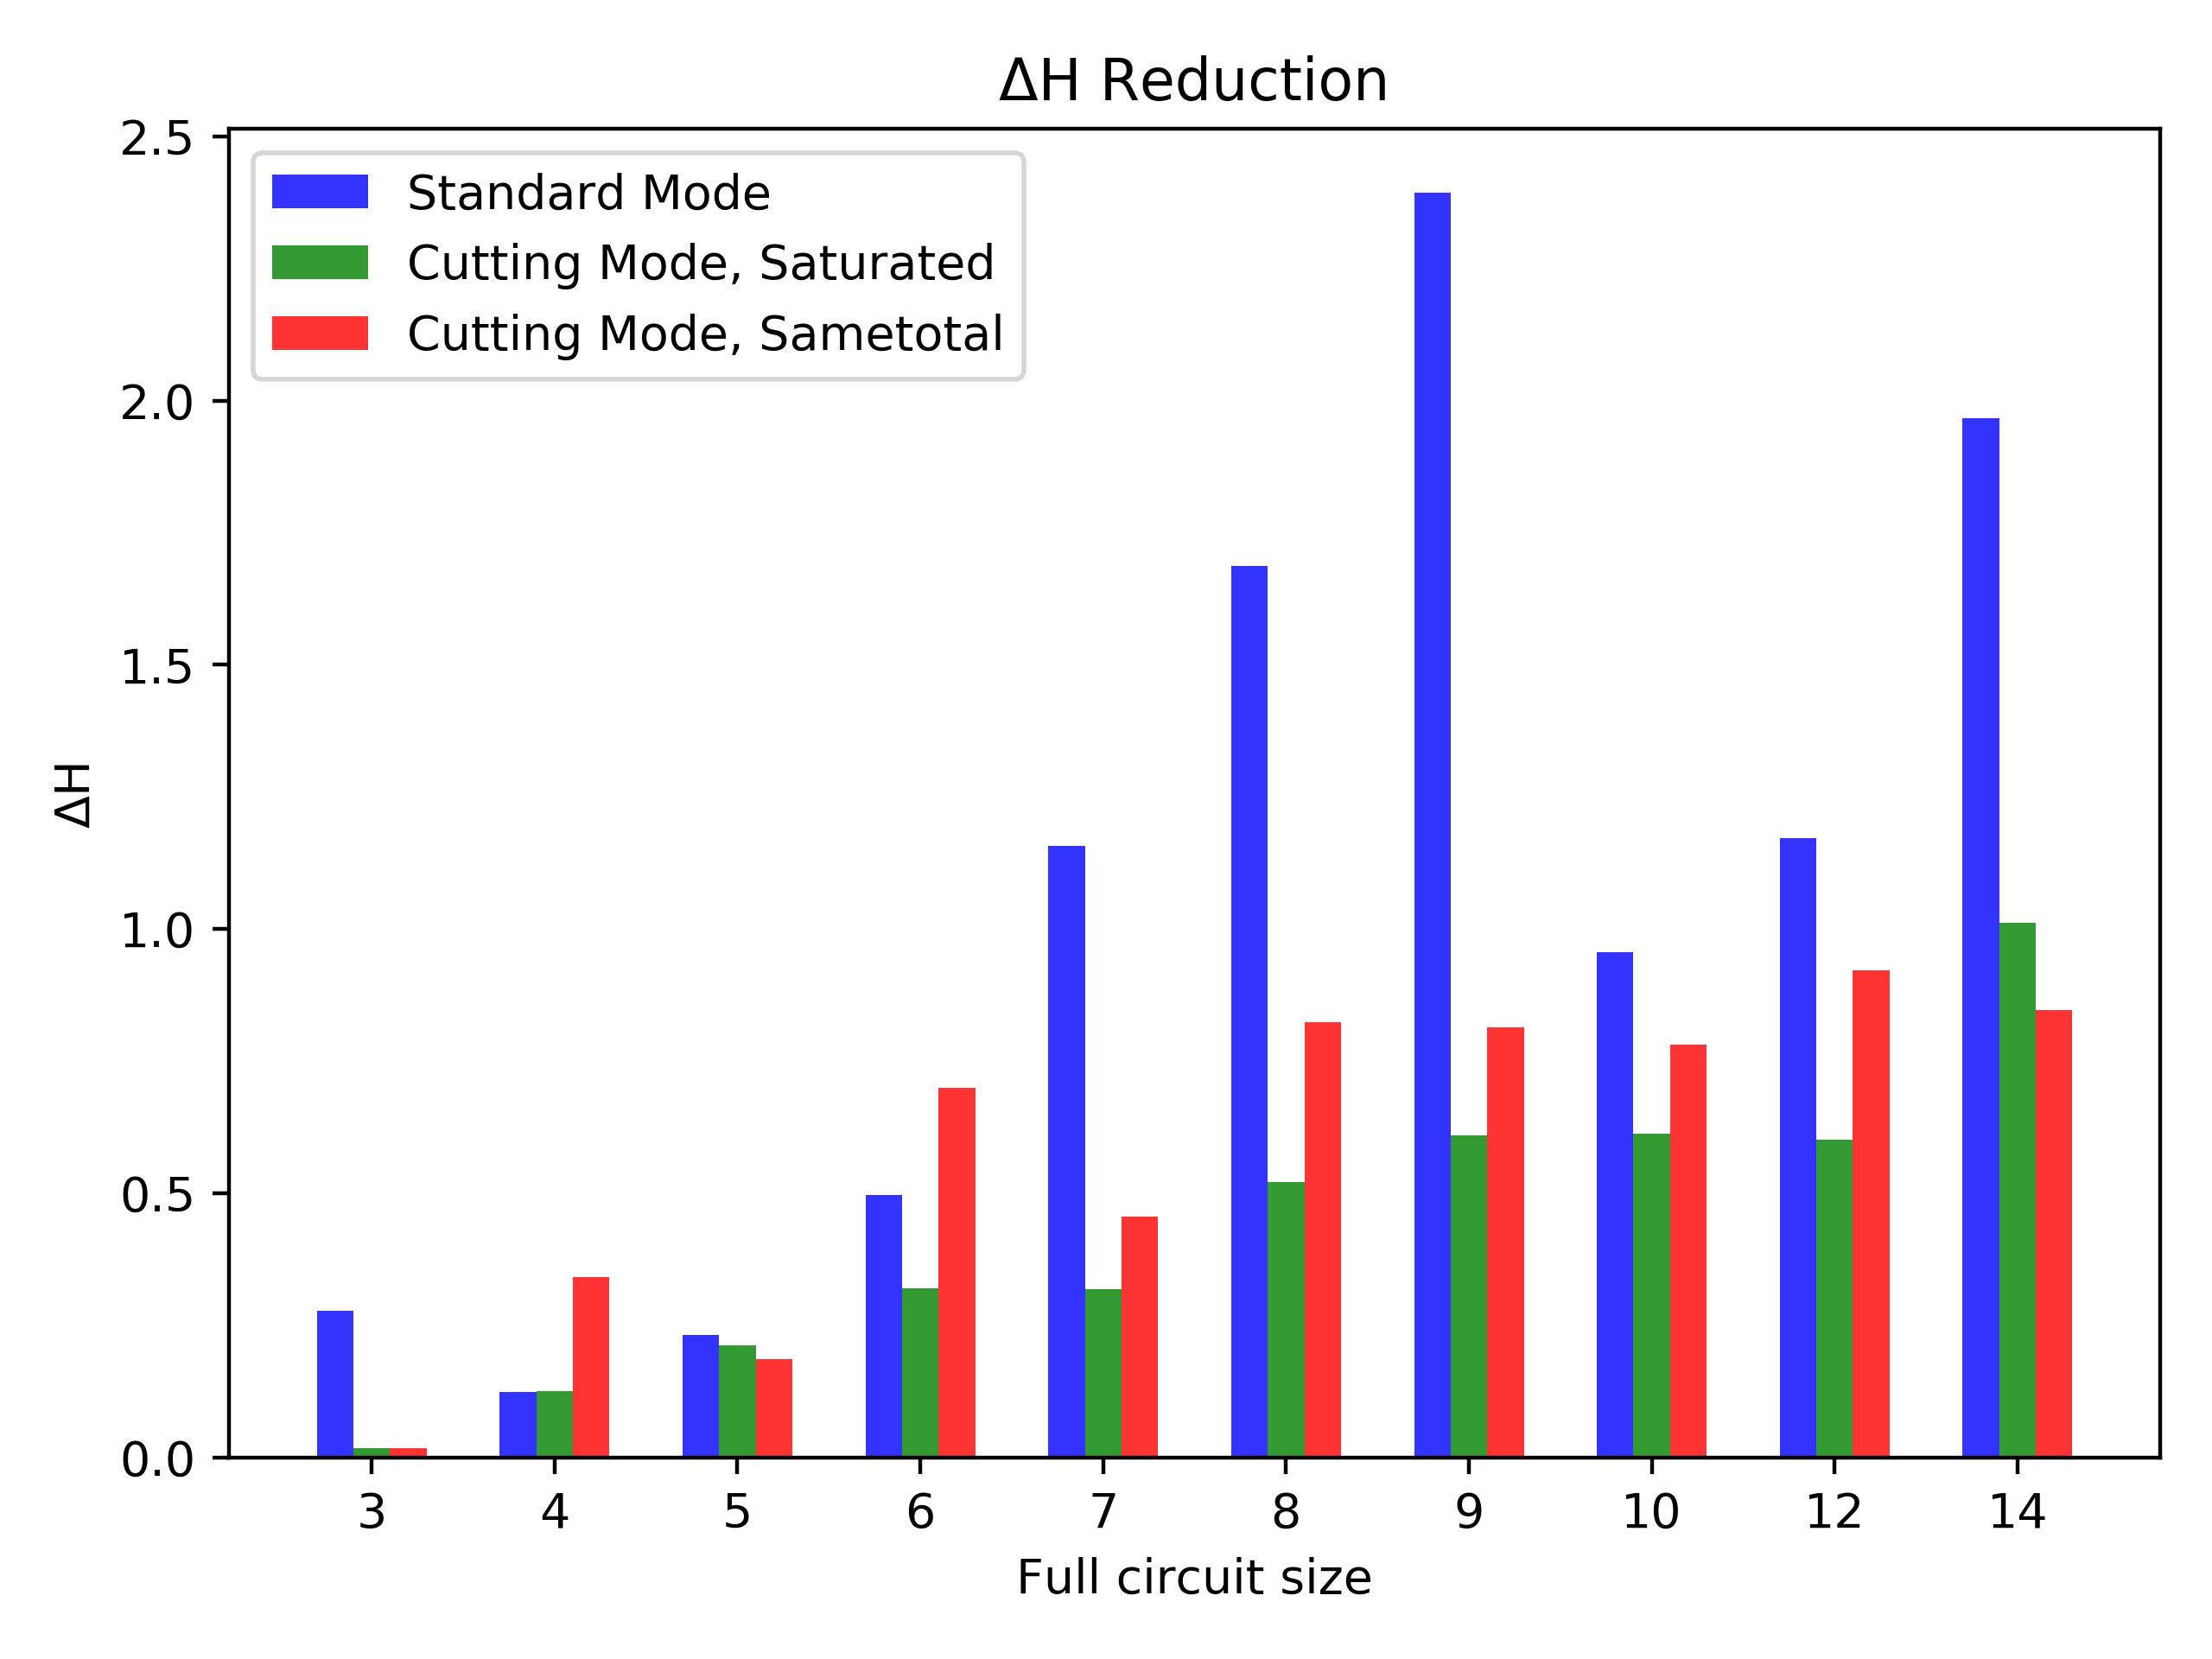 ΔH Reduction
2.5
2.0
1.5
1.0
0.5
0.0
ΔH
Standard Mode
Cutting Mode, Saturated
Cutting Mode, Sametotal
3 4 5 6 7 8 9 10 12 14
Full circuit size